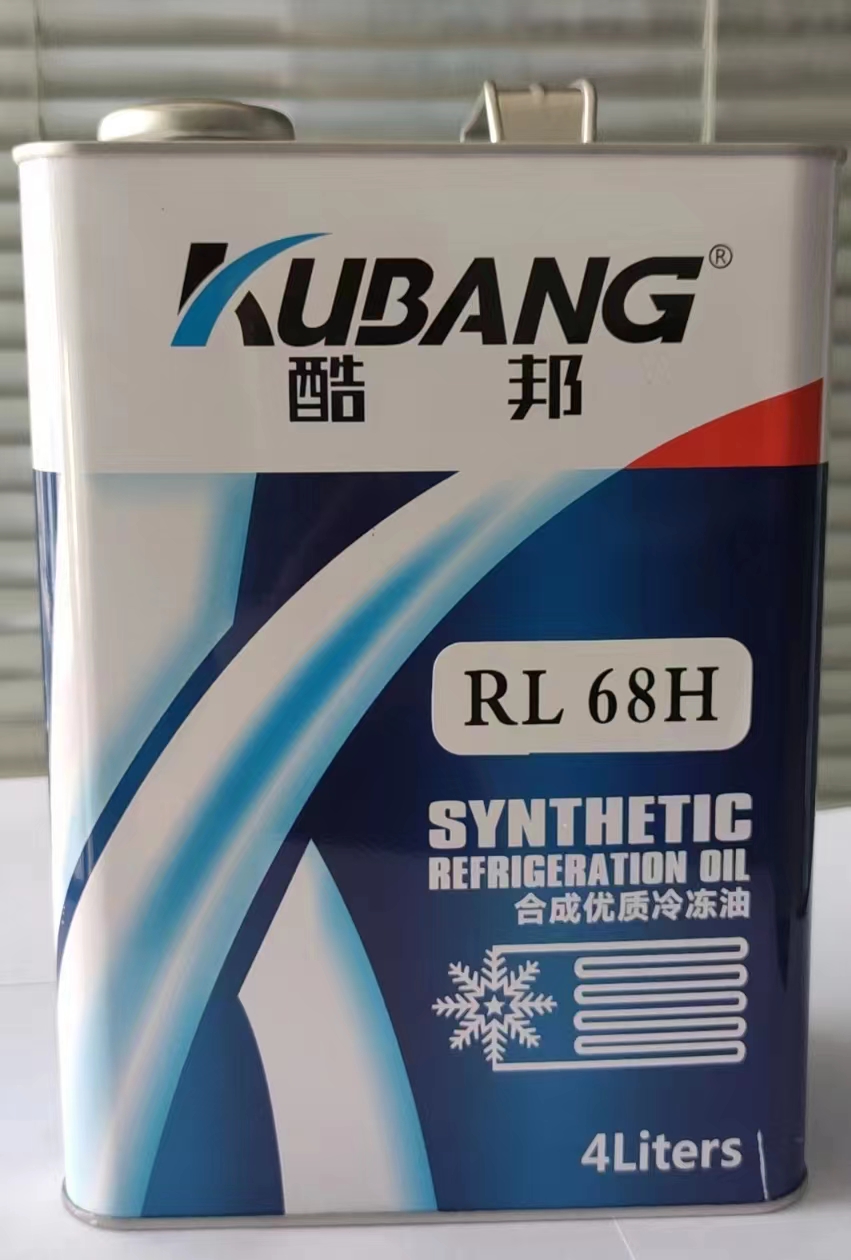 KUBANG®
酷邦
RL 68H
SYNTHETIC
REFRIGERATION OIL
合成优质冷冻油
4Liters